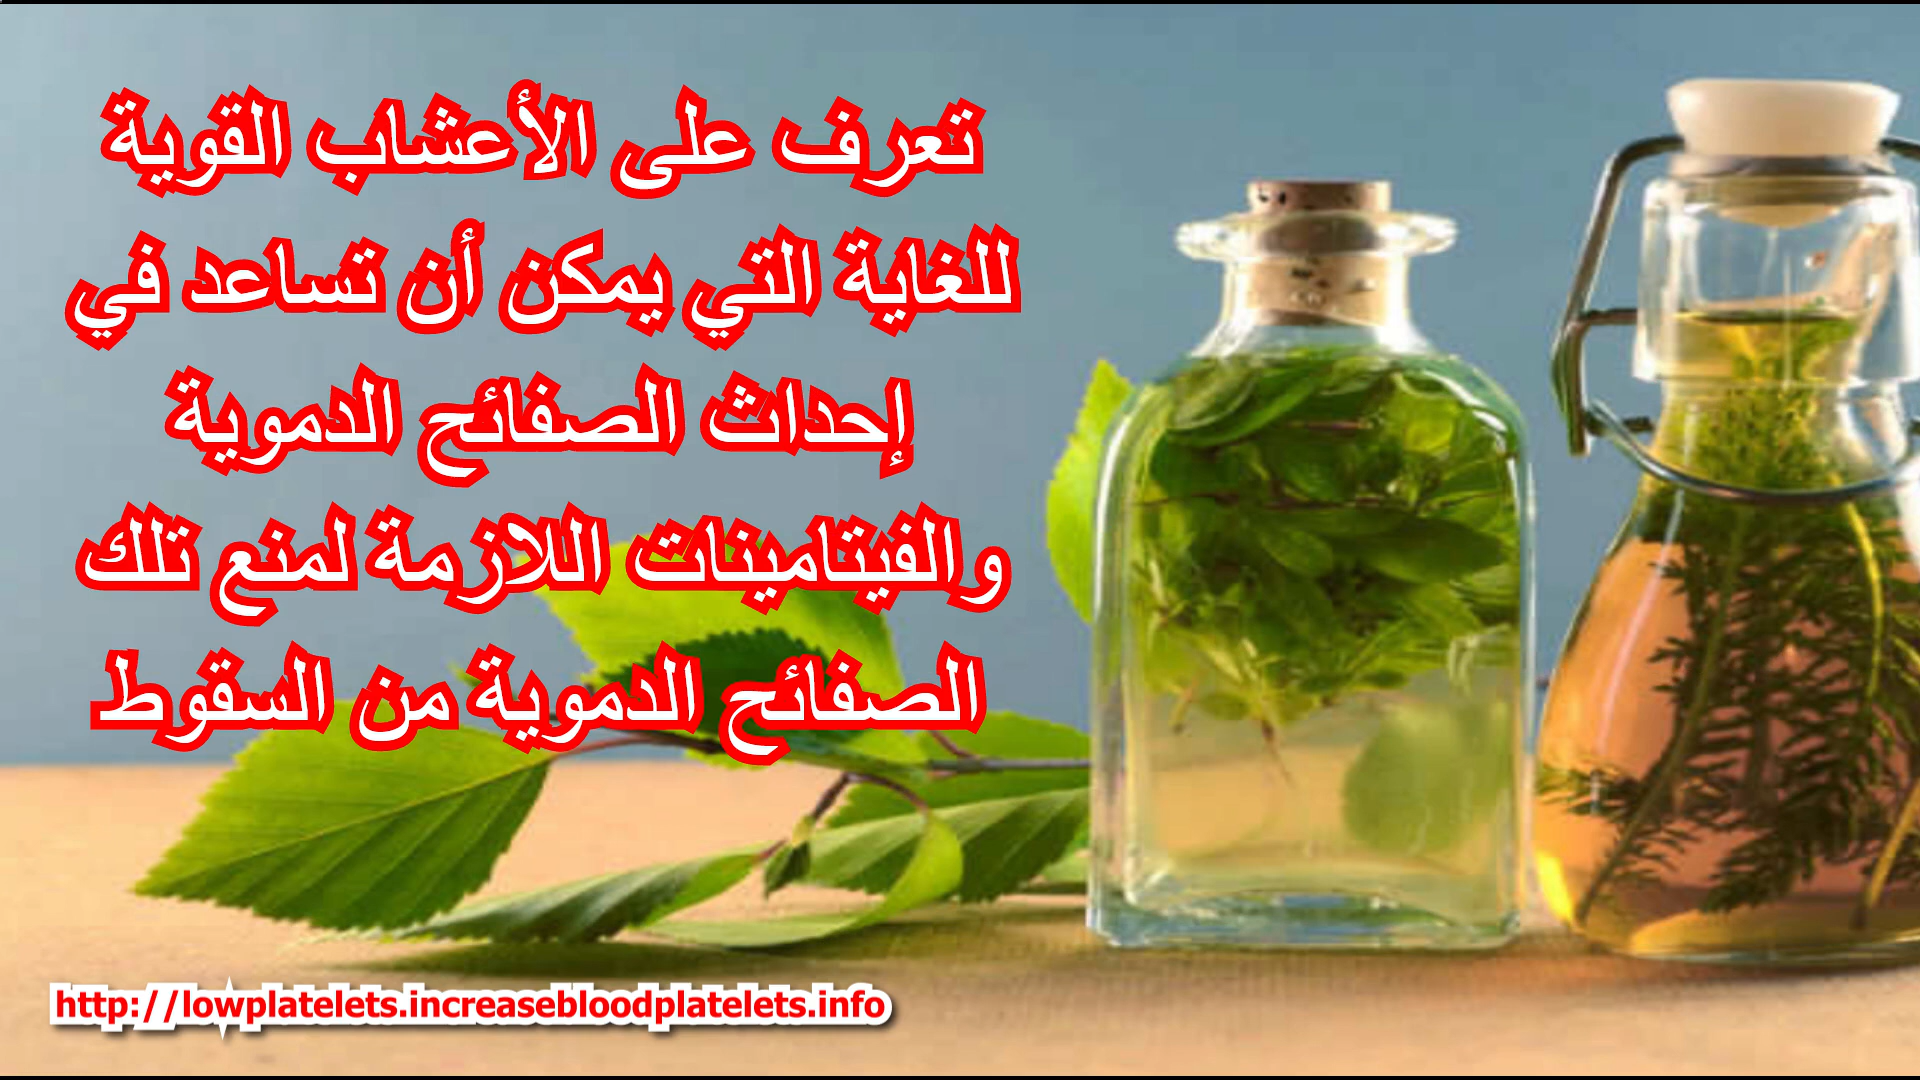 تعرف على الأعشاب القوية
للغاية التي يمكن أن تساعد في
إحداث الصفائح الدموية
والفيتامينات اللازمة لمنع تلك
الصفائح الدموية من السقوط
http://lowplatelets.increasebloodplatelets.info